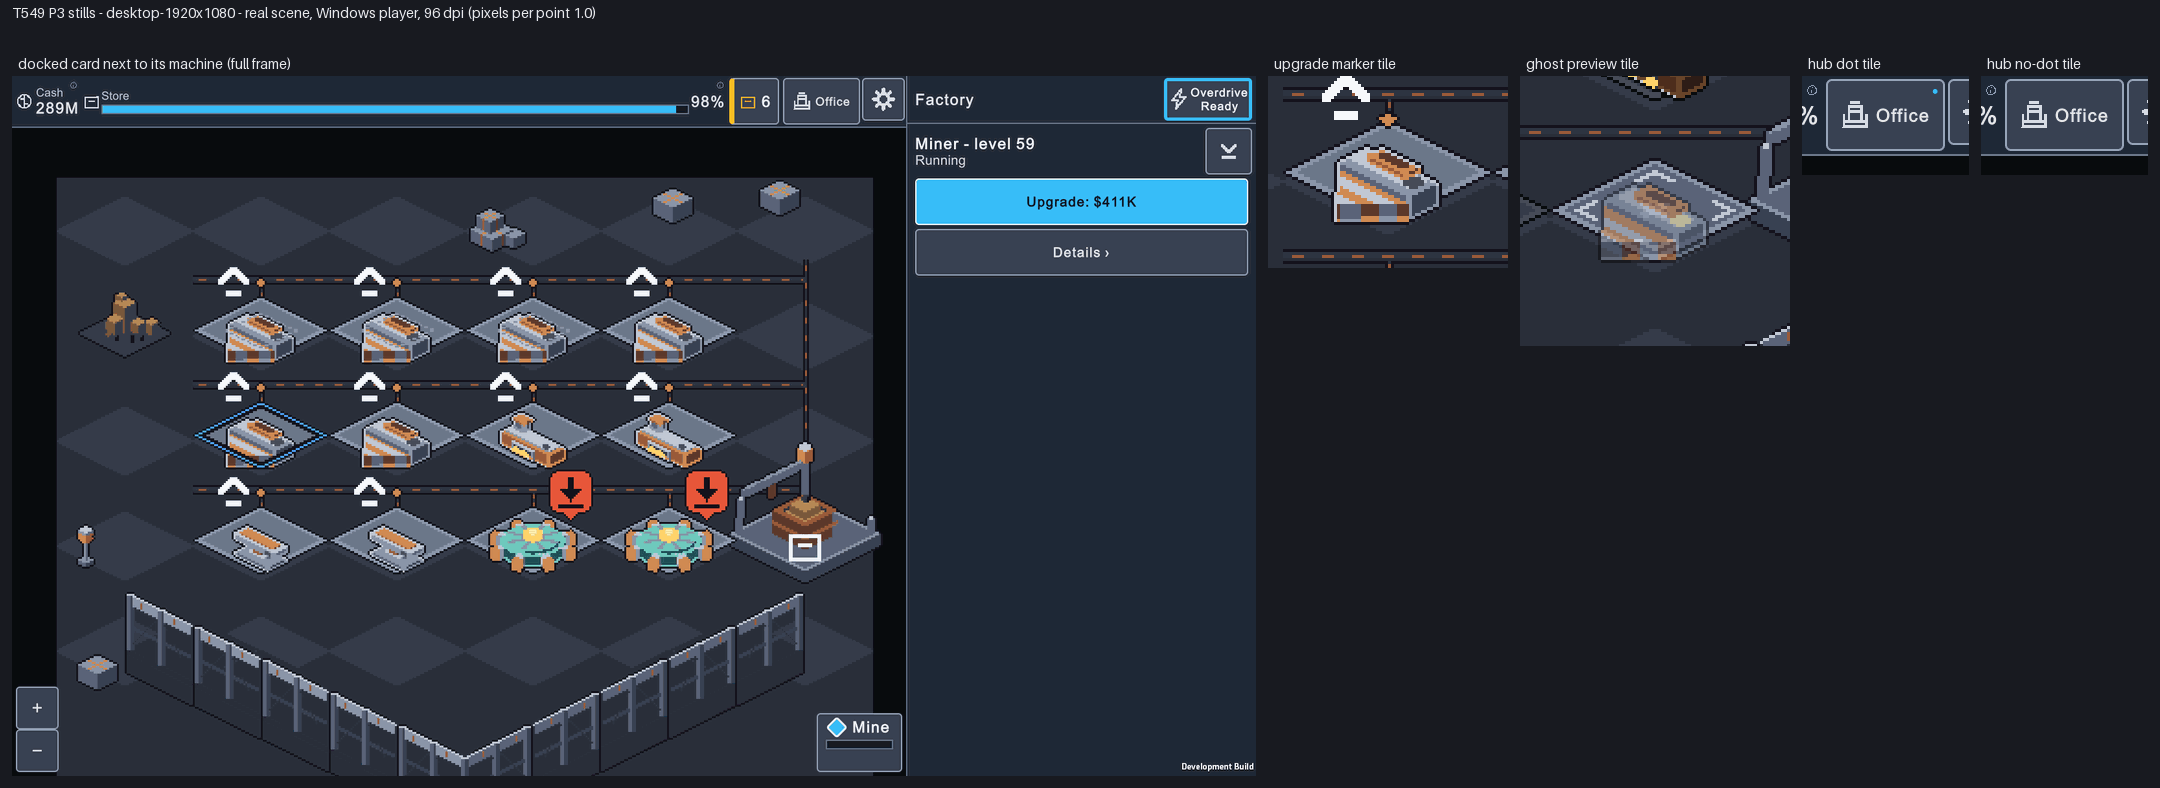 T549 P3 stills - desktop-1920x1080 - real scene, Windows player, 96 dpi (pixels per point 1.0)
docked card next to its machine (full frame)
upgrade marker tile
ghost preview tile
hub dot tile
hub no-dot tile
Cash
289M
Store
98%
6
Office
Factory
Overdrive
Ready
Miner - level 59
Running
Upgrade: $411K
Details ›
% Office
% Office
+
−
Mine
Development Build